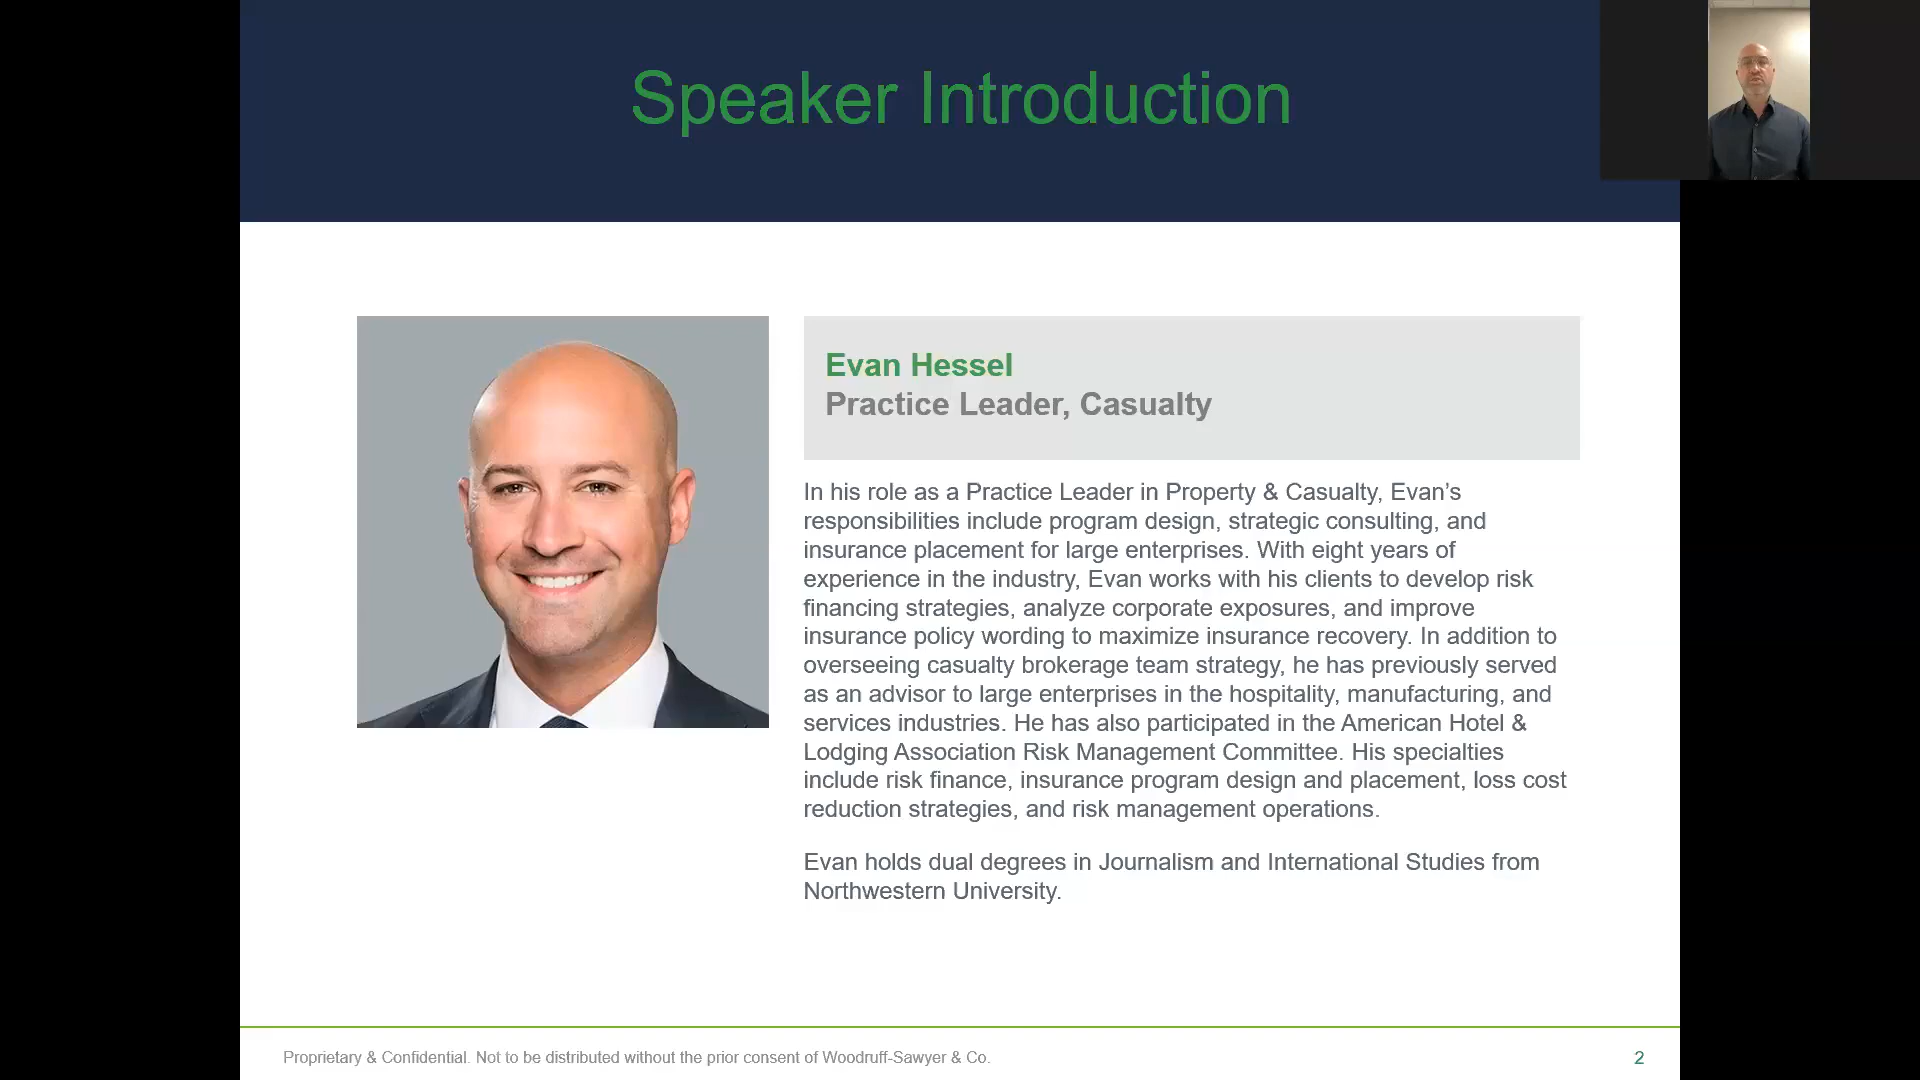 Speaker Introduction
Evan Hessel
Practice Leader, Casualty
In his role as a Practice Leader in Property & Casualty, Evan’s
responsibilities include program design, strategic consulting, and
insurance placement for large enterprises. With eight years of
experience in the industry, Evan works with his clients to develop risk
financing strategies, analyze corporate exposures, and improve
insurance policy wording to maximize insurance recovery. In addition to
overseeing casualty brokerage team strategy, he has previously served
as an advisor to large enterprises in the hospitality, manufacturing, and
services industries. He has also participated in the American Hotel &
Lodging Association Risk Management Committee. His specialties
include risk finance, insurance program design and placement, loss cost
reduction strategies, and risk management operations.
Evan holds dual degrees in Journalism and International Studies from
Northwestern University.
Proprietary & Confidential. Not to be distributed without the prior consent of Woodruff-Sawyer & Co.
2